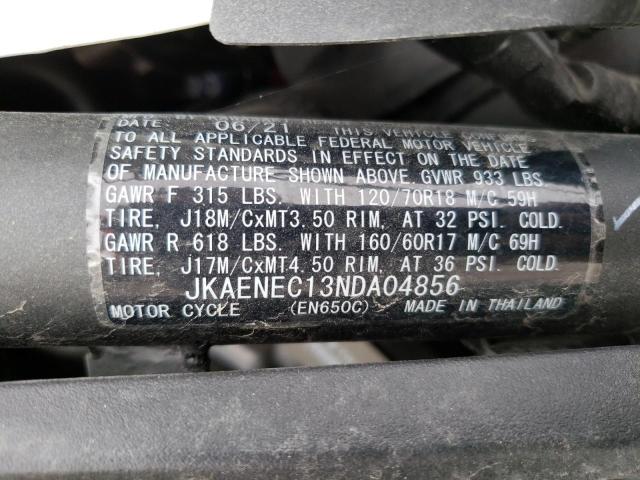 DATE: 06/21 THIS VEHICLE CONFORMS
TO ALL APPLICABLE FEDERAL MOTOR VEHICLE
SAFETY STANDARDS IN EFFECT ON THE DATE
OF MANUFACTURE SHOWN ABOVE. GVWR 933 LBS.
GAWR F 315 LBS. WITH 120/70R18 M/C 59H
TIRE, J18M/CxMT3.50 RIM, AT 32 PSI. COLD.
GAWR R 618 LBS. WITH 160/60R17 M/C 69H
TIRE, J17M/CxMT4.50 RIM, AT 36 PSI. COLD.
JKAENEC13NDA04856
MOTOR CYCLE (EN650C) MADE IN THAILAND